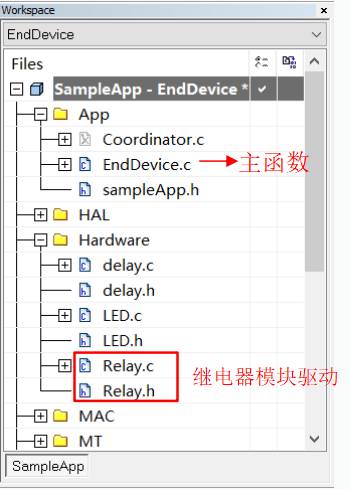 Workspace
EndDevice
Files
SampleApp - EndDevice *
App
Coordinator.c
EndDevice.c 主函数
sampleApp.h
HAL
Hardware
delay.c
delay.h
LED.c
LED.h
Relay.c
继电器模块驱动
Relay.h
MAC
MT
SampleApp